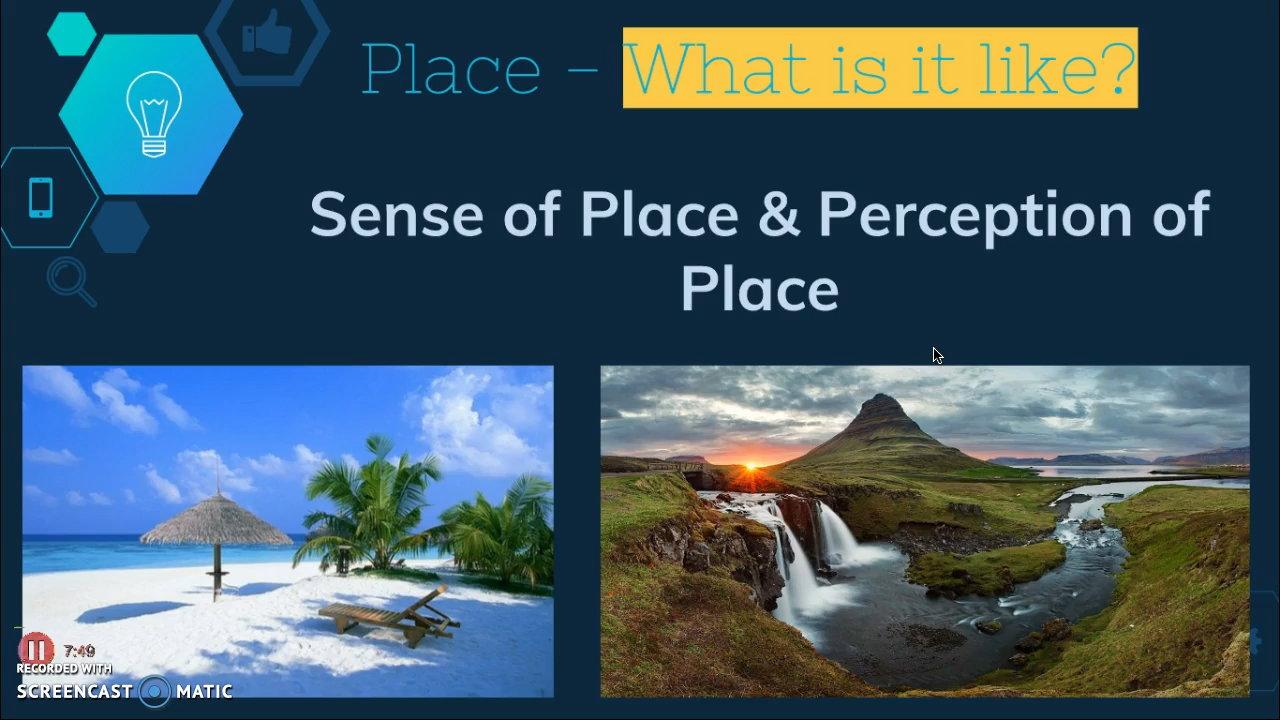 Place - What is it like?
Sense of Place & Perception of
Place
7:49
RECORDED WITH
SCREENCAST MATIC